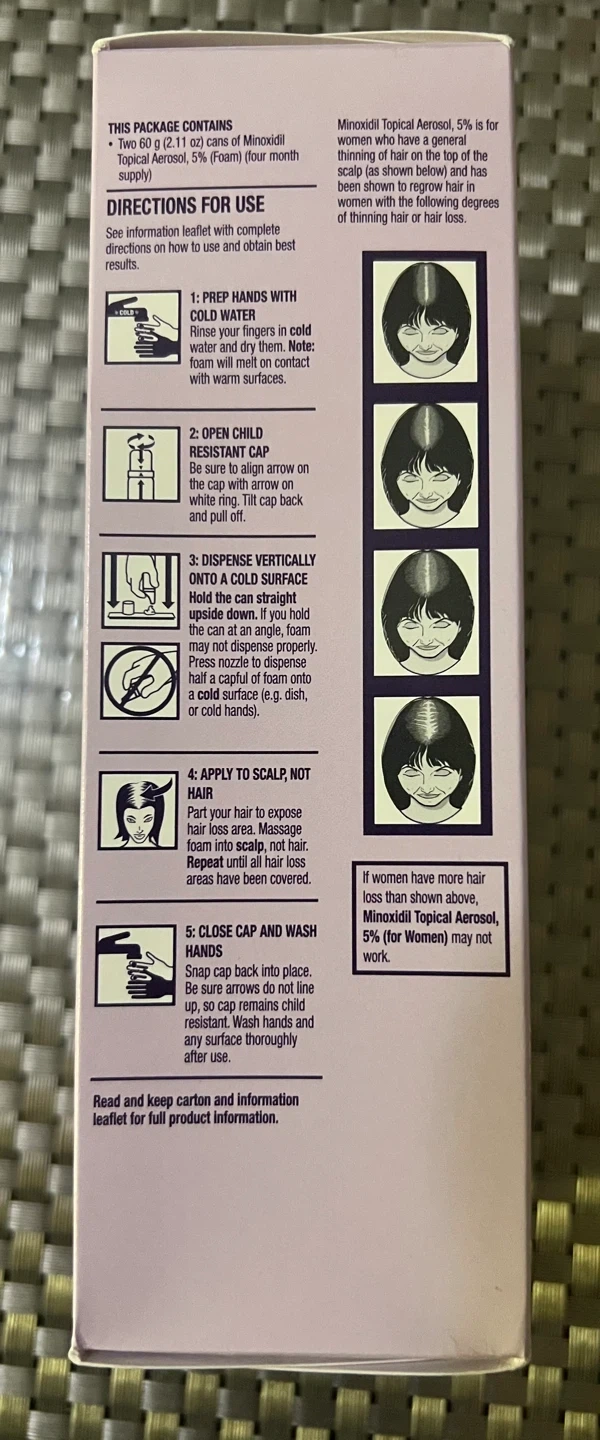 THIS PACKAGE CONTAINS
• Two 60 g (2.11 oz) cans of Minoxidil
Topical Aerosol, 5% (Foam) (four month
supply)
DIRECTIONS FOR USE
See information leaflet with complete
directions on how to use and obtain best
results.
COLD
1: PREP HANDS WITH
COLD WATER
Rinse your fingers in cold
water and dry them. Note:
foam will melt on contact
with warm surfaces.
2: OPEN CHILD
RESISTANT CAP
Be sure to align arrow on
the cap with arrow on
white ring. Tilt cap back
and pull off.
3: DISPENSE VERTICALLY
ONTO A COLD SURFACE
Hold the can straight
upside down. If you hold
the can at an angle, foam
may not dispense properly.
Press nozzle to dispense
half a capful of foam onto
a cold surface (e.g. dish,
or cold hands).
4: APPLY TO SCALP, NOT
HAIR
Part your hair to expose
hair loss area. Massage
foam into scalp, not hair.
Repeat until all hair loss
areas have been covered.
5: CLOSE CAP AND WASH
HANDS
Snap cap back into place.
Be sure arrows do not line
up, so cap remains child
resistant. Wash hands and
any surface thoroughly
after use.
Read and keep carton and information
leaflet for full product information.
Minoxidil Topical Aerosol, 5% is for
women who have a general
thinning of hair on the top of the
scalp (as shown below) and has
been shown to regrow hair in
women with the following degrees
of thinning hair or hair loss.
If women have more hair
loss than shown above,
Minoxidil Topical Aerosol,
5% (for Women) may not
work.